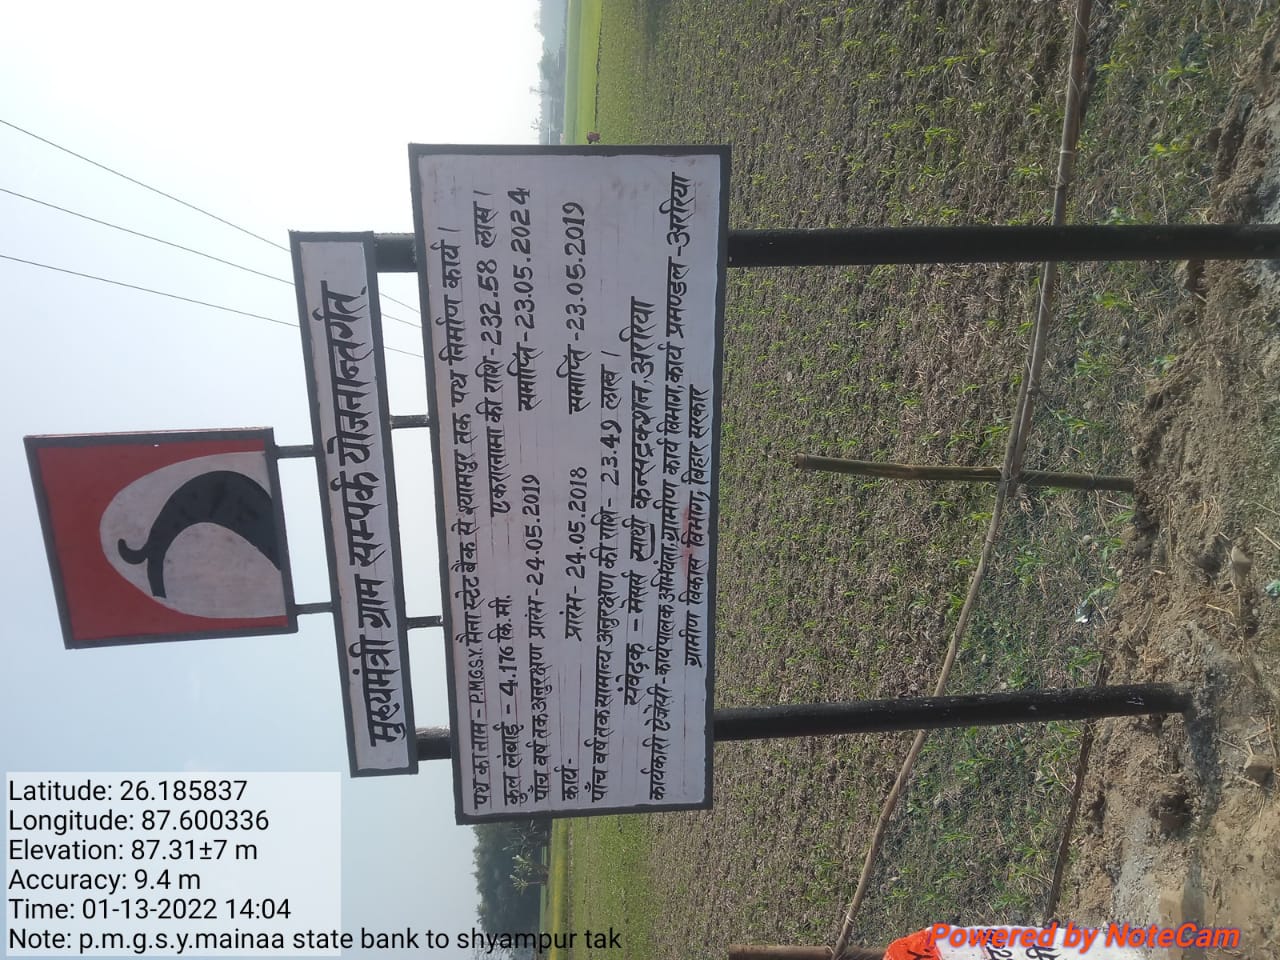 मुख्यमंत्री ग्राम सम्पर्क योजनान्तर्गत
पथ का नाम - P.M.G.S.Y. मैना स्टेट बैंक से श्यामपुर तक पथ निर्माण कार्य ।
कुल लंबाई - 4.176 कि.मी. एकरारनामा की राशि - 232.58 लाख ।
पाँच वर्ष तक अनुरक्षण प्रारंभ - 24.05.2019 समाप्ति - 23.05.2024
कार्य - प्रारंभ - 24.05.2018 समाप्ति - 23.05.2019
पाँच वर्ष तक सामान्य अनुरक्षण की राशि - 23.49 लाख ।
संवेदक - मेसर्स साथी कन्सट्रक्शन, अररिया
कार्यकारी एजेंसी - कार्यपालक अभियंता, ग्रामीण कार्य विभाग, कार्य प्रमण्डल - अररिया
ग्रामीण विकास विभाग, बिहार सरकार
Latitude: 26.185837
Longitude: 87.600336
Elevation: 87.31±7 m
Accuracy: 9.4 m
Time: 01-13-2022 14:04
Note: p.m.g.s.y.mainaa state bank to shyampur tak
Powered by NoteCam